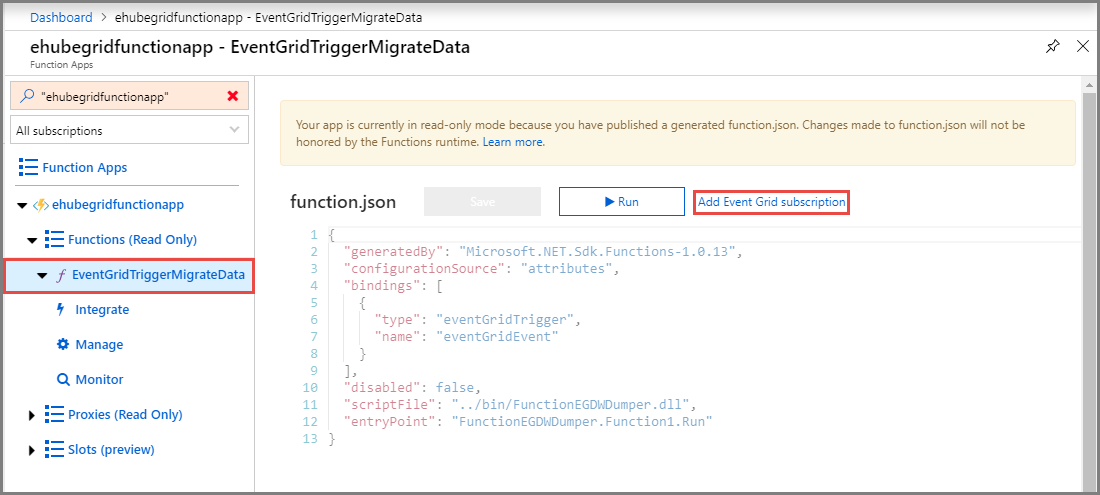 Dashboard > ehubegridfunctionapp - EventGridTriggerMigrateData
ehubegridfunctionapp - EventGridTriggerMigrateData
Function Apps
"ehubegridfunctionapp"
All subscriptions
Function Apps
ehubegridfunctionapp
Functions (Read Only)
EventGridTriggerMigrateData
Integrate
Manage
Monitor
Proxies (Read Only)
Slots (preview)
Your app is currently in read-only mode because you have published a generated function.json. Changes made to function.json will not be
honored by the Functions runtime. Learn more.
function.json Save Run Add Event Grid subscription
1 {
2 "generatedBy": "Microsoft.NET.Sdk.Functions-1.0.13",
3 "configurationSource": "attributes",
4 "bindings": [
5 {
6 "type": "eventGridTrigger",
7 "name": "eventGridEvent"
8 }
9 ],
10 "disabled": false,
11 "scriptFile": "../bin/FunctionEGDWDumper.dll",
12 "entryPoint": "FunctionEGDWDumper.Function1.Run"
13 }